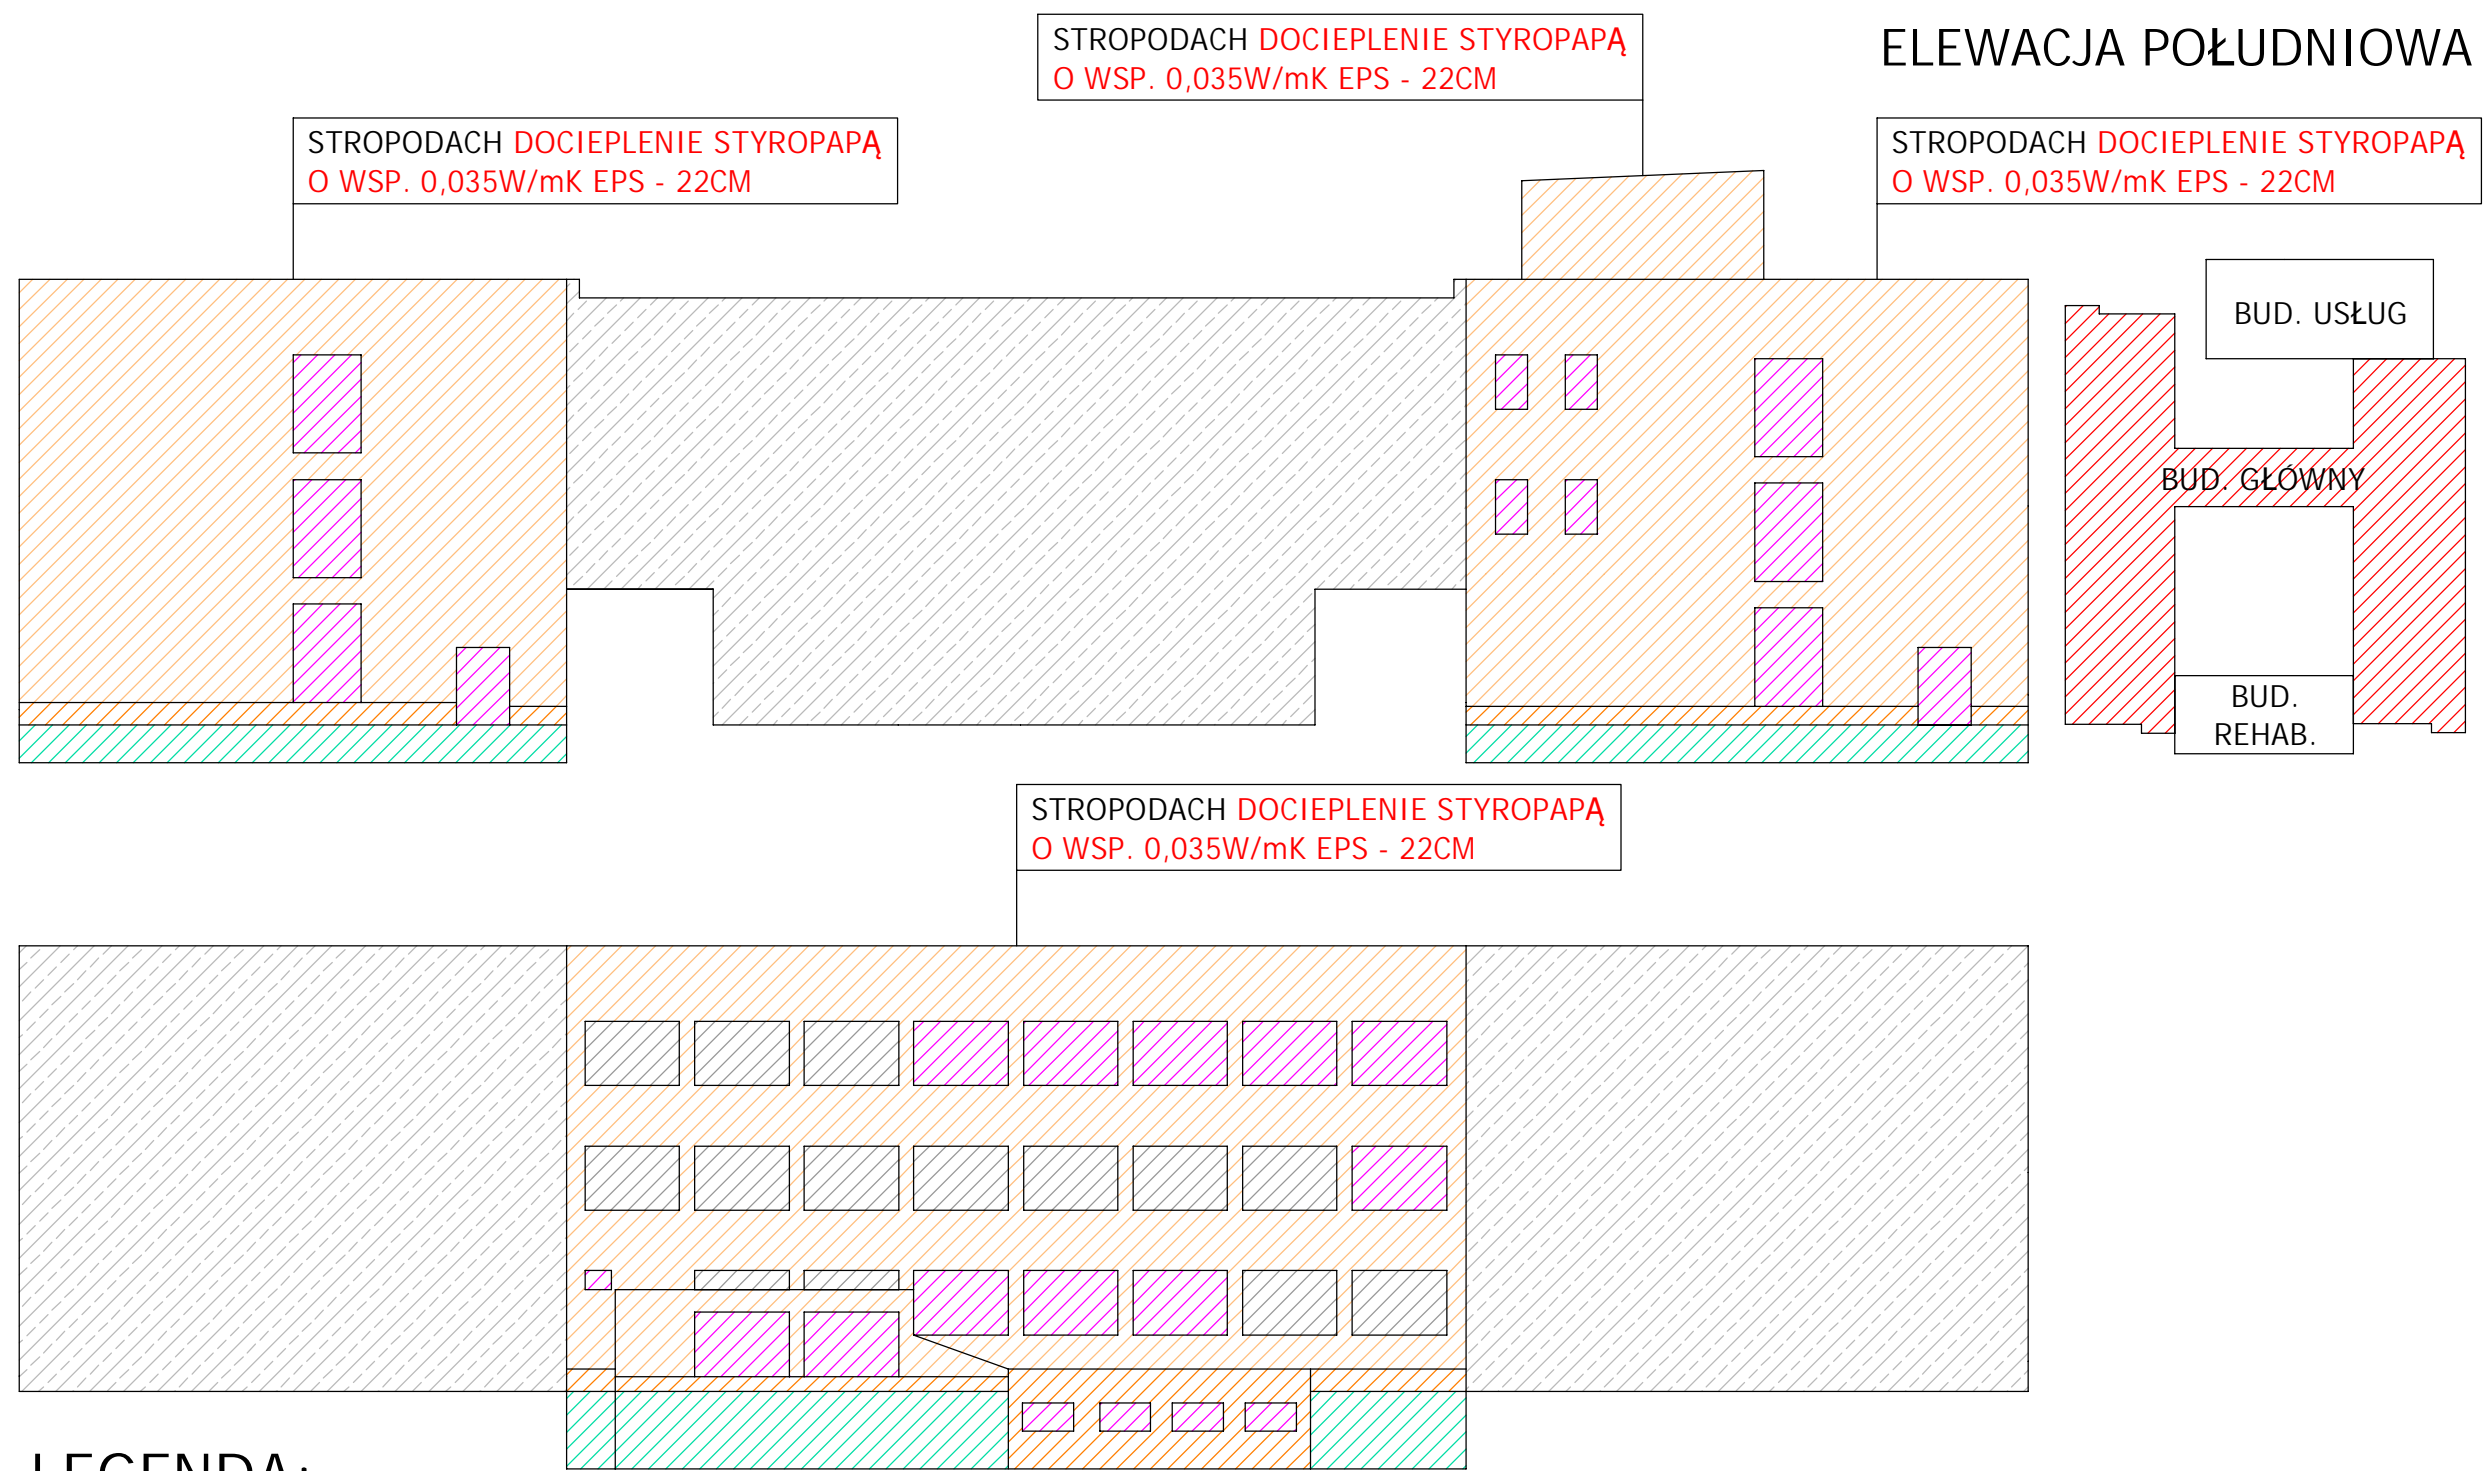 STROPODACH DOCIEPLENIE STYROPAPĄ
O WSP. 0,035W/mK EPS - 22CM
ELEWACJA POŁUDNIOWA
STROPODACH DOCIEPLENIE STYROPAPĄ
O WSP. 0,035W/mK EPS - 22CM
STROPODACH DOCIEPLENIE STYROPAPĄ
O WSP. 0,035W/mK EPS - 22CM
BUD. USŁUG
BUD. GŁÓWNY
BUD.
REHAB.
STROPODACH DOCIEPLENIE STYROPAPĄ
O WSP. 0,035W/mK EPS - 22CM
LEGENDA: